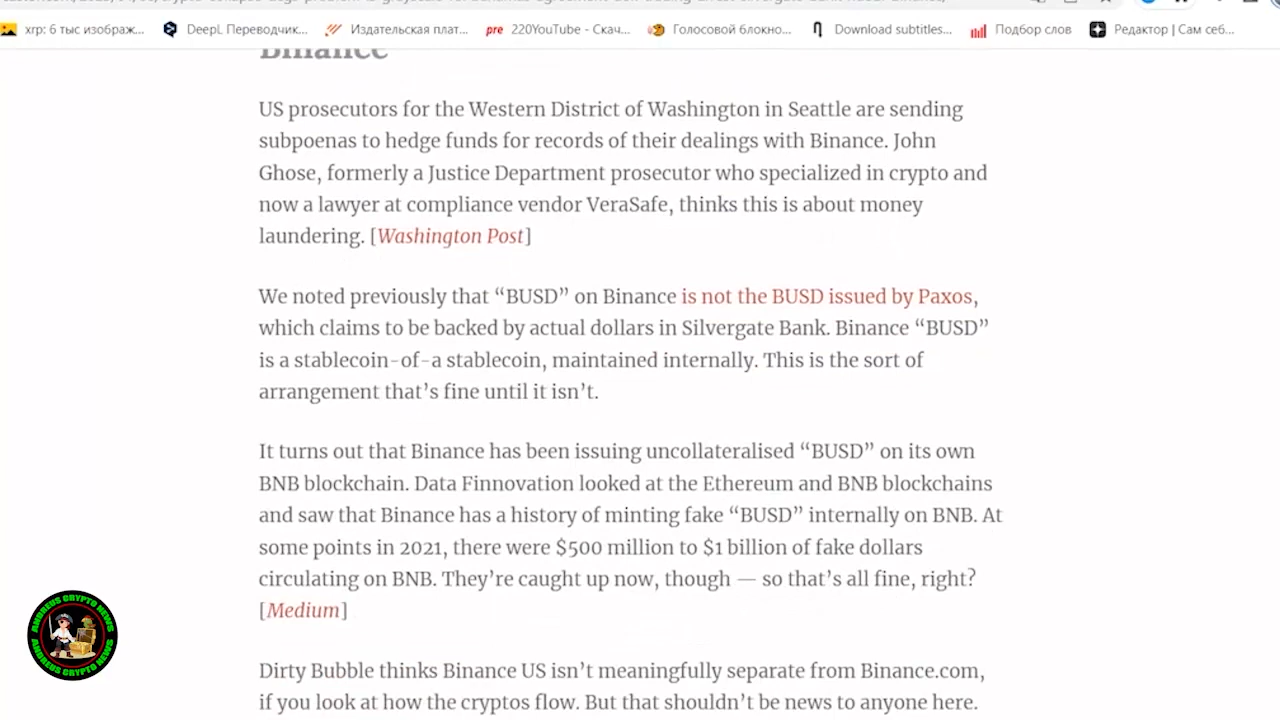 хгр: 6 тыс изображ...
DeepL Переводчик...
Издательская плат...
pre
220YouTube - Скач...
Голосовой блокно...
Download subtitles...
Подбор слов
Редактор | Сам себ...
Binance
US prosecutors for the Western District of Washington in Seattle are sending
subpoenas to hedge funds for records of their dealings with Binance. John
Ghose, formerly a Justice Department prosecutor who specialized in crypto and
now a lawyer at compliance vendor VeraSafe, thinks this is about money
laundering. [Washington Post]
We noted previously that “BUSD” on Binance is not the BUSD issued by Paxos,
which claims to be backed by actual dollars in Silvergate Bank. Binance “BUSD”
is a stablecoin-of-a stablecoin, maintained internally. This is the sort of
arrangement that’s fine until it isn’t.
It turns out that Binance has been issuing uncollateralised “BUSD” on its own
BNB blockchain. Data Finnovation looked at the Ethereum and BNB blockchains
and saw that Binance has a history of minting fake “BUSD” internally on BNB. At
some points in 2021, there were $500 million to $1 billion of fake dollars
circulating on BNB. They’re caught up now, though — so that’s all fine, right?
[Medium]
Dirty Bubble thinks Binance US isn’t meaningfully separate from Binance.com,
if you look at how the cryptos flow. But that shouldn’t be news to anyone here.
ANDREUS CRYPTO NEWS
ANDREUS CRYPTO NEWS